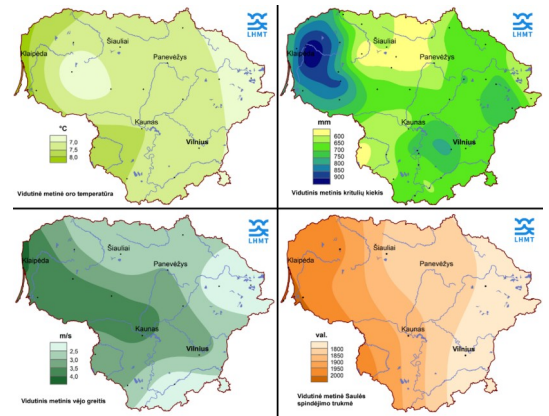 LHMT
Klaipėda
Šiauliai
Panevėžys
Kaunas
Vilnius
°C
7,0
7,5
8,0
Vidutinė metinė oro temperatūra
LHMT
Klaipėda
Šiauliai
Panevėžys
Kaunas
Vilnius
mm
600
650
700
750
800
850
900
Vidutinis metinis kritulių kiekis
LHMT
Klaipėda
Šiauliai
Panevėžys
Kaunas
Vilnius
m/s
2,5
3,0
3,5
4,0
Vidutinis metinis vėjo greitis
LHMT
Klaipėda
Šiauliai
Panevėžys
Kaunas
Vilnius
val.
1800
1850
1900
1950
2000
Vidutinė metinė Saulės
spindėjimo trukmė